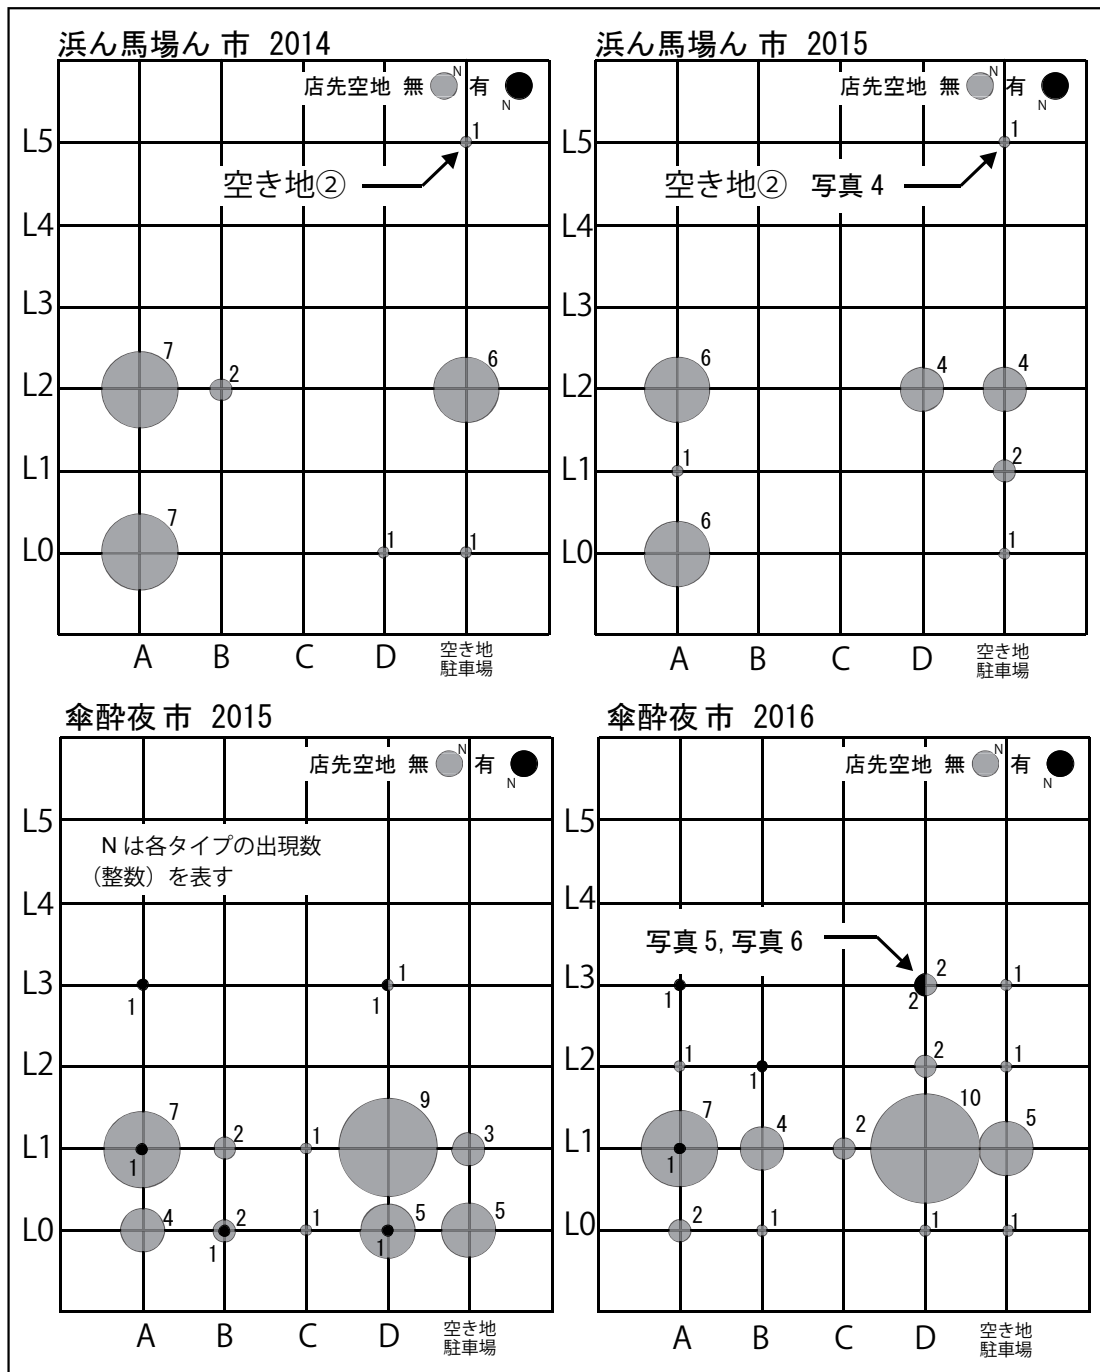 浜ん馬場ん 市 2014
店先空地 無 N 有 N
L5
1
空き地②
L4
L3
7
2
6
L2
L1
7
1
1
L0
A B C D 空き地
駐車場
浜ん馬場ん 市 2015
店先空地 無 N 有 N
L5
1
空き地② 写真 4
L4
L3
6
4
4
L2
1
2
L1
6
1
L0
A B C D 空き地
駐車場
傘酔夜 市 2015
店先空地 無 N 有 N
L5
N は各タイプの出現数
(整数) を表す
L4
1
L3
1 1
L2
7 2 1 9 3
L1
1
4 2 1 5 5
L0
1 1
A B C D 空き地
駐車場
傘酔夜 市 2016
店先空地 無 N 有 N
L5
L4
写真 5, 写真 6
2 1
L3
1 2
1 2 1
L2
1
7 4 2 10 5
L1
1
2 1 1 1
L0
A B C D 空き地
駐車場